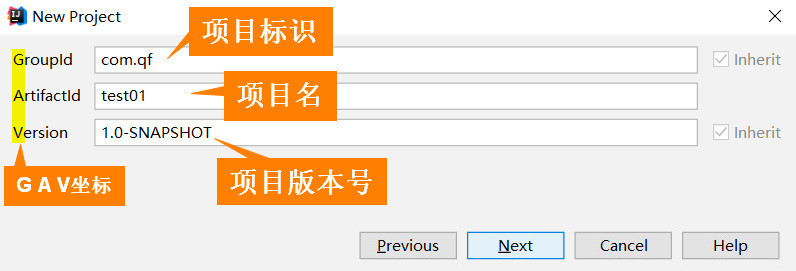 New Project
项目标识
GroupId com.qf Inherit
ArtifactId test01 项目名
Version 1.0-SNAPSHOT Inherit
G A V坐标 项目版本号
Previous Next Cancel Help